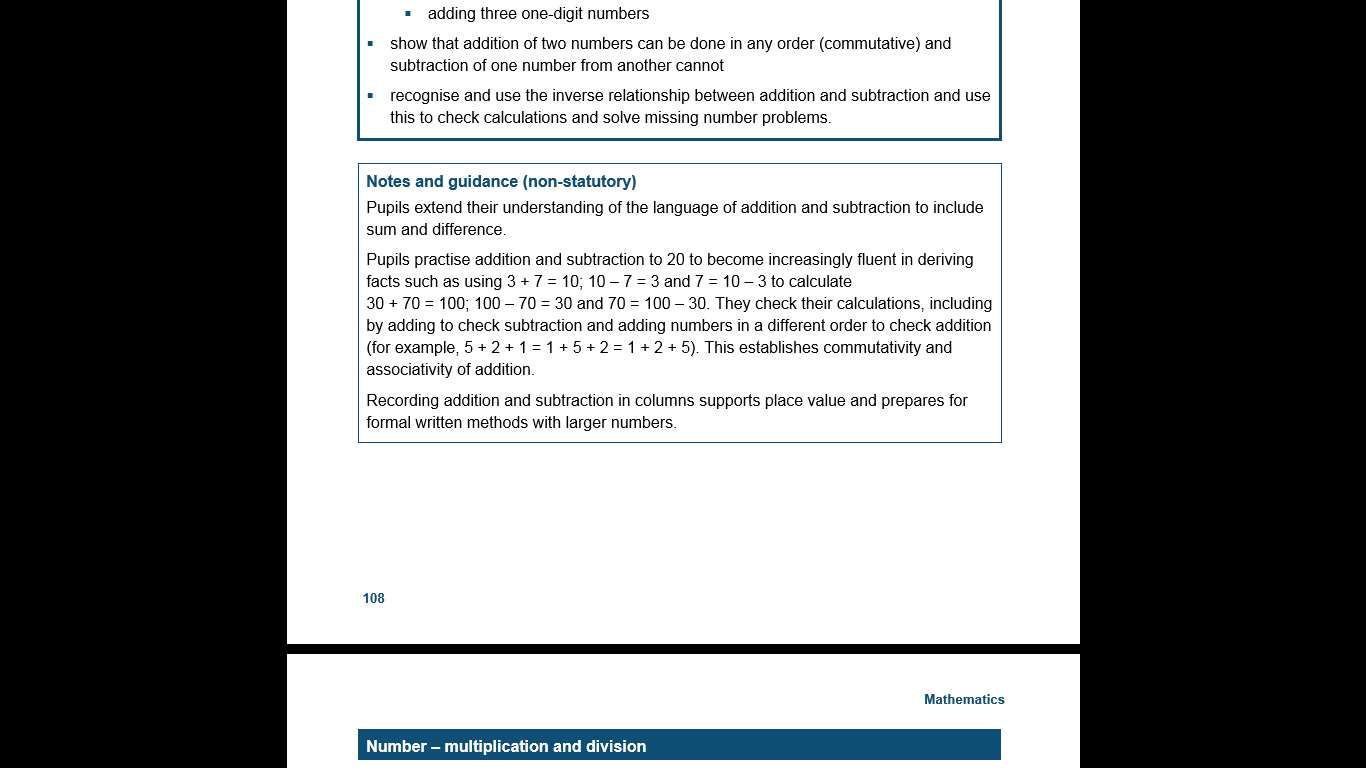 ▪ adding three one-digit numbers
▪ show that addition of two numbers can be done in any order (commutative) and
subtraction of one number from another cannot
▪ recognise and use the inverse relationship between addition and subtraction and use
this to check calculations and solve missing number problems.
Notes and guidance (non-statutory)
Pupils extend their understanding of the language of addition and subtraction to include
sum and difference.
Pupils practise addition and subtraction to 20 to become increasingly fluent in deriving
facts such as using 3 + 7 = 10; 10 – 7 = 3 and 7 = 10 – 3 to calculate
30 + 70 = 100; 100 – 70 = 30 and 70 = 100 – 30. They check their calculations, including
by adding to check subtraction and adding numbers in a different order to check addition
(for example, 5 + 2 + 1 = 1 + 5 + 2 = 1 + 2 + 5). This establishes commutativity and
associativity of addition.
Recording addition and subtraction in columns supports place value and prepares for
formal written methods with larger numbers.
108
Mathematics
Number – multiplication and division